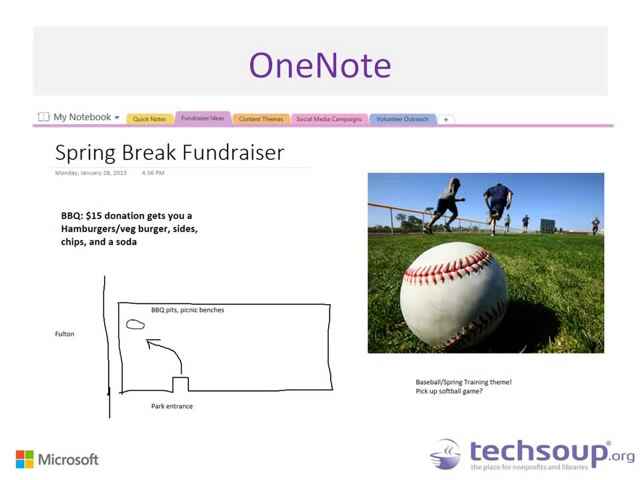 OneNote
My Notebook
Quick Notes
Fundraiser Ideas
Content Themes
Social Media Campaigns
Volunteer Outreach
+
Spring Break Fundraiser
Monday, January 28, 2013 4:56 PM
BBQ: $15 donation gets you a
Hamburgers/veg burger, sides,
chips, and a soda
BBQ pits, picnic benches
Fulton
Park entrance
Baseball/Spring Training theme!
Pick up softball game?
Microsoft
techsoup®.org
the place for nonprofits and libraries